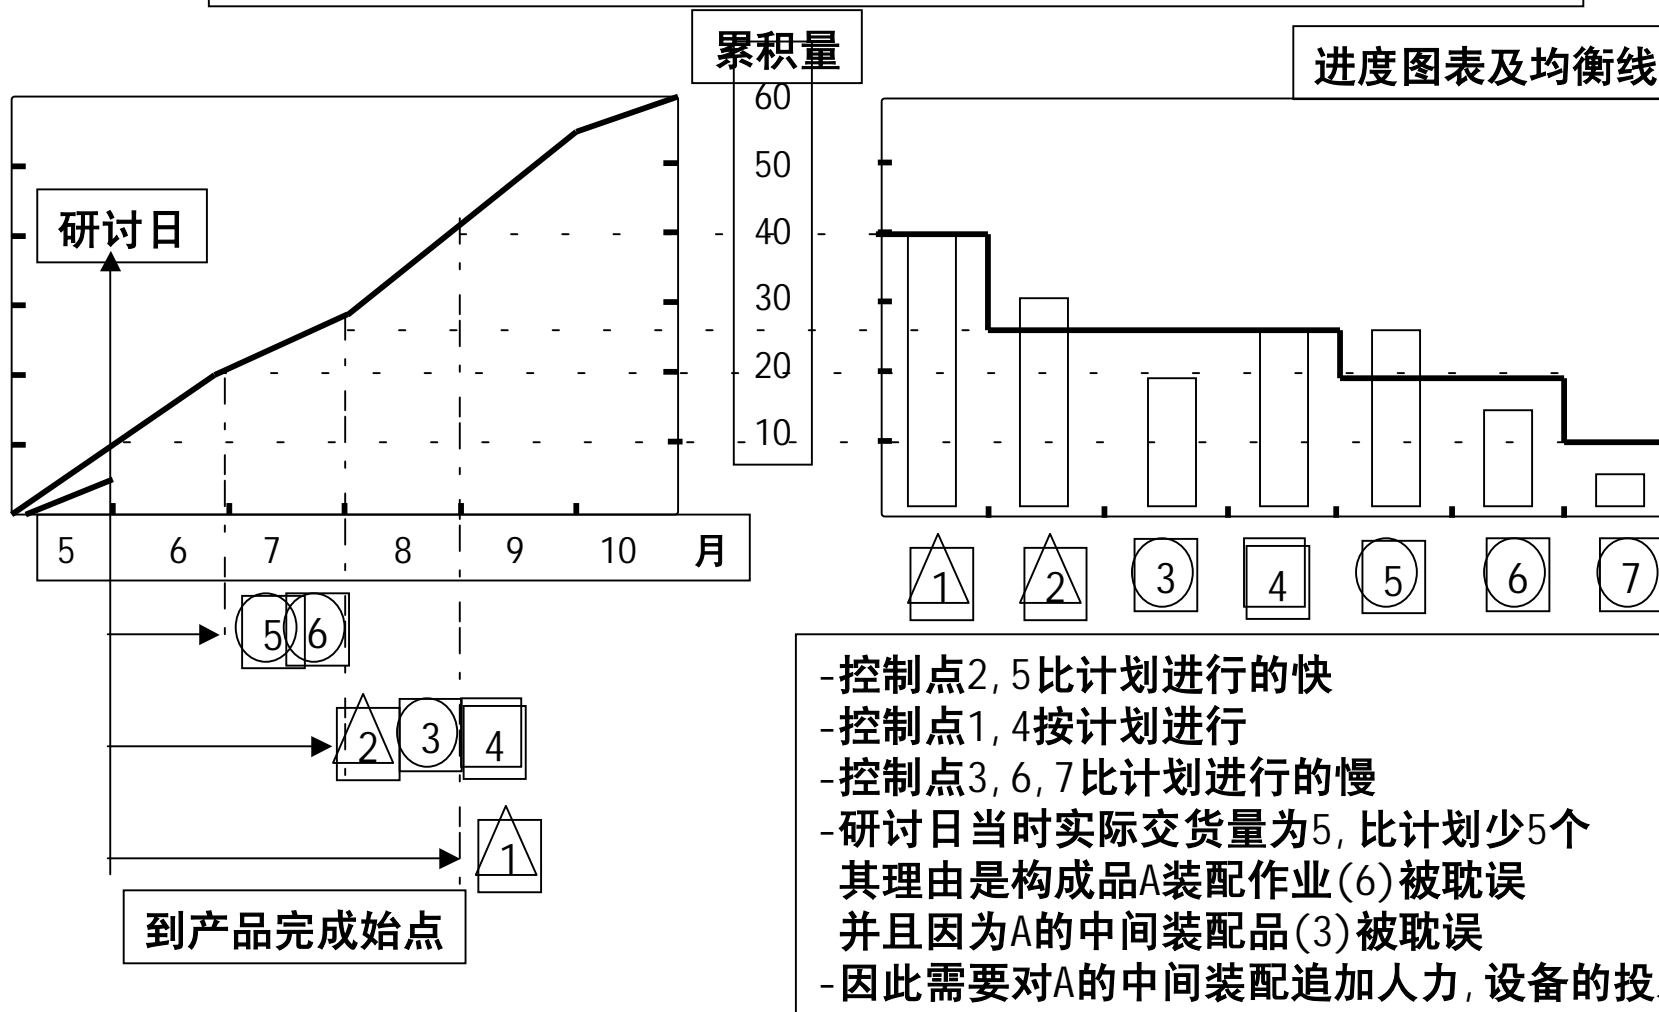 累积量
进度图表及均衡线
60
50
40
30
20
10
研讨日
5 6 7 8 9 10 月
1 2 3 4 5 6 7
5 6
2 3 4
1
到产品完成始点
-控制点2,5比计划进行的快
-控制点1,4按计划进行
-控制点3,6,7比计划进行的慢
-研讨日当时实际交货量为5,比计划少5个
其理由是构成品A装配作业(6)被耽误
并且因为A的中间装配品(3)被耽误
-因此需要对A的中间装配追加人力,设备的投